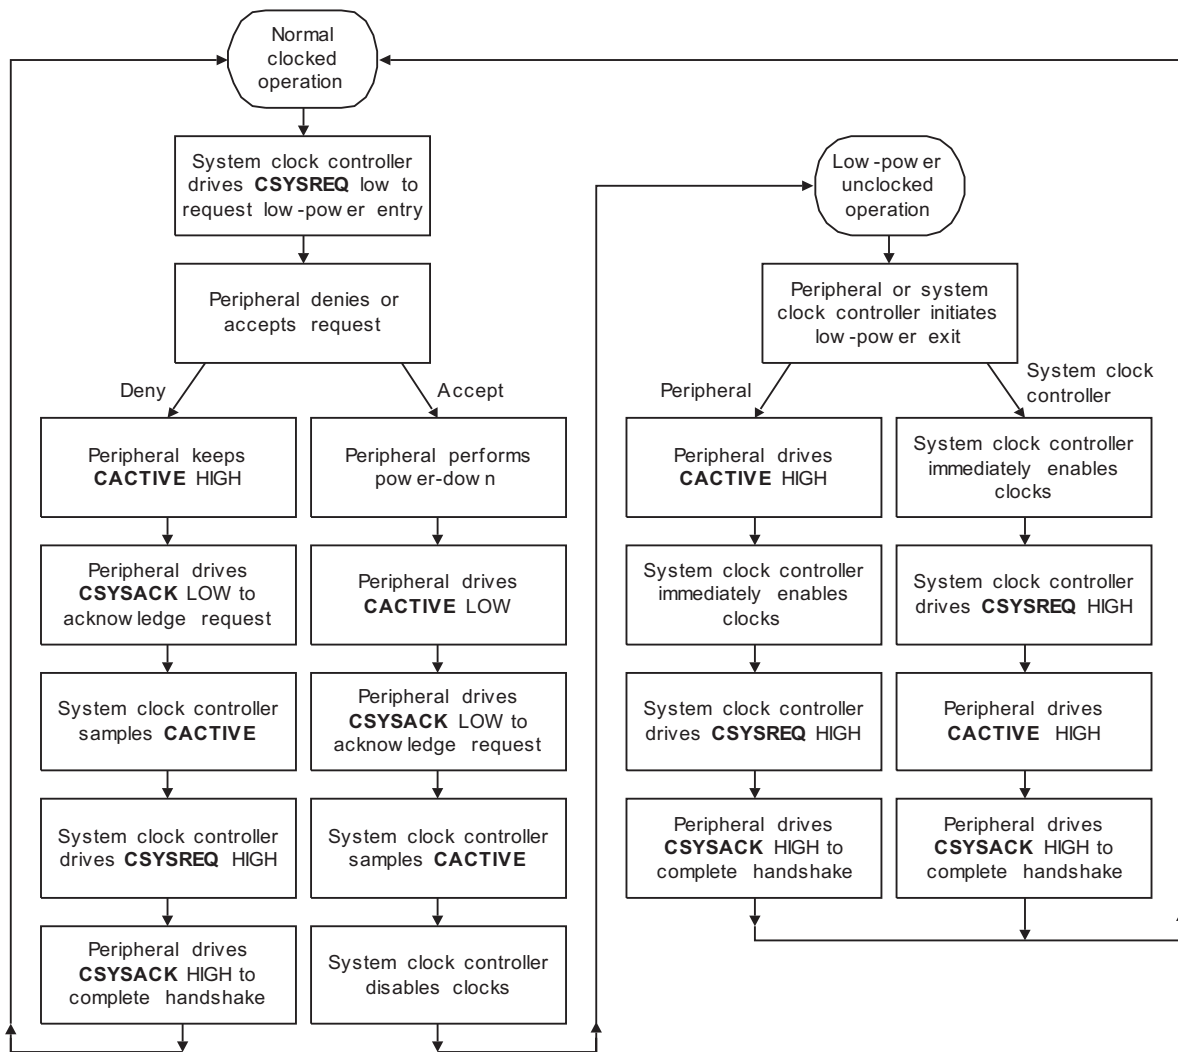 Normal
clocked
operation
System clock controller
drives CSYSREQ low to
request low-power entry
Peripheral denies or
accepts request
Deny
Accept
Peripheral keeps
CACTIVE HIGH
Peripheral drives
CSYSACK LOW to
acknowledge request
System clock controller
samples CACTIVE
System clock controller
drives CSYSREQ HIGH
Peripheral drives
CSYSACK HIGH to
complete handshake
Peripheral performs
power-down
Peripheral drives
CACTIVE LOW
Peripheral drives
CSYSACK LOW to
acknowledge request
System clock controller
samples CACTIVE
System clock controller
disables clocks
Low-power
unclocked
operation
Peripheral or system
clock controller initiates
low-power exit
Peripheral
System clock
controller
Peripheral drives
CACTIVE HIGH
System clock controller
immediately enables
clocks
System clock controller
drives CSYSREQ HIGH
Peripheral drives
CSYSACK HIGH to
complete handshake
System clock controller
immediately enables
clocks
System clock controller
drives CSYSREQ HIGH
Peripheral drives
CACTIVE HIGH
Peripheral drives
CSYSACK HIGH to
complete handshake